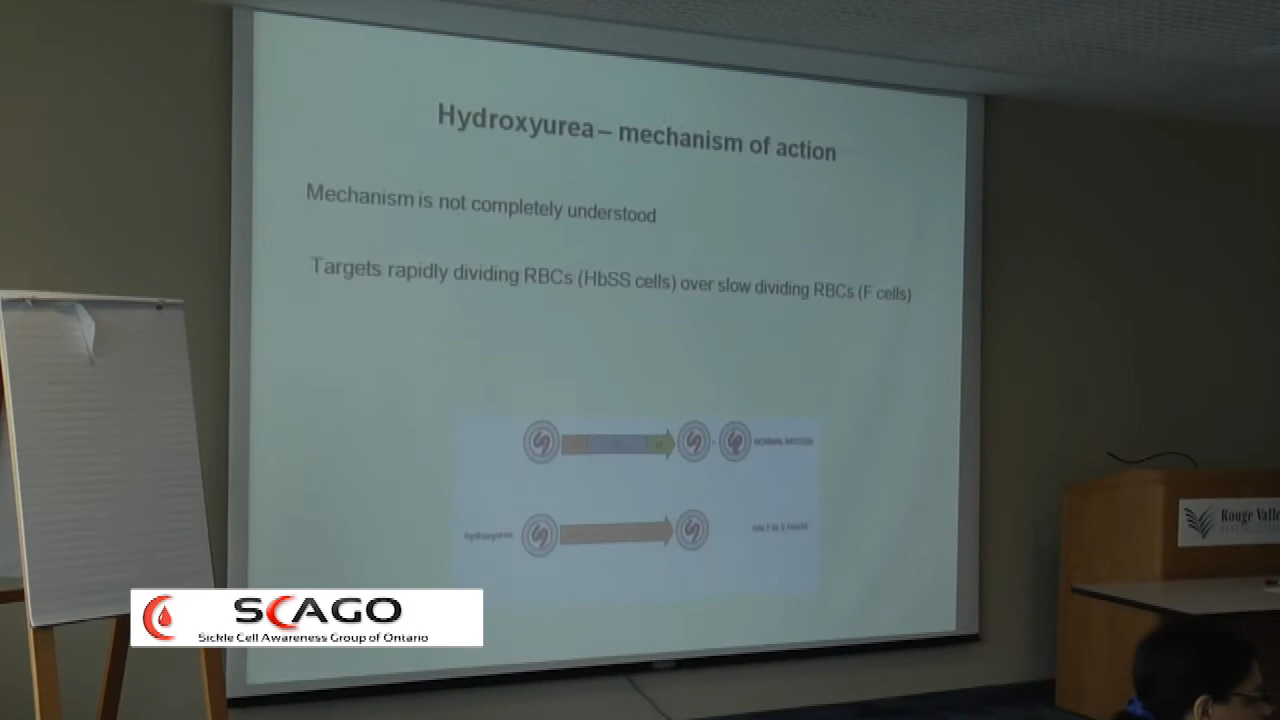 Hydroxyurea – mechanism of action
Mechanism is not completely understood
Targets rapidly dividing RBCs (HbSS cells) over slow dividing RBCs (F cells)
NORMAL MITOSIS
hydroxyurea
HALT IN S PHASE
Rouge Valle
SCAGO
Sickle Cell Awareness Group of Ontario